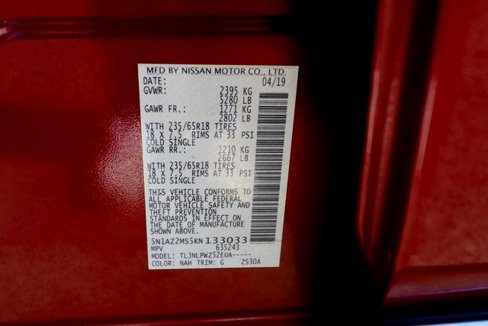 MFD BY NISSAN MOTOR CO., LTD.
DATE: 04/19
GVWR: 2395 KG
5280 LB
GAWR FR.: 1271 KG
2802 LB
WITH 235/65R18 TIRES
18 X 7.5 RIMS AT 33 PSI
COLD SINGLE
GAWR RR.: 1210 KG
2667 LB
WITH 235/65R18 TIRES
18 X 7.5 RIMS AT 33 PSI
COLD SINGLE
THIS VEHICLE CONFORMS TO
ALL APPLICABLE FEDERAL
MOTOR VEHICLE SAFETY AND
THEFT PREVENTION
STANDARDS IN EFFECT ON
THE DATE OF MANUFACTURE
SHOWN ABOVE.
5N1AZ2MS5KN133033
MPV 635243
MODEL: TLJNLPWZ52EUA-----
COLOR: NAH TRIM: G ZS30A